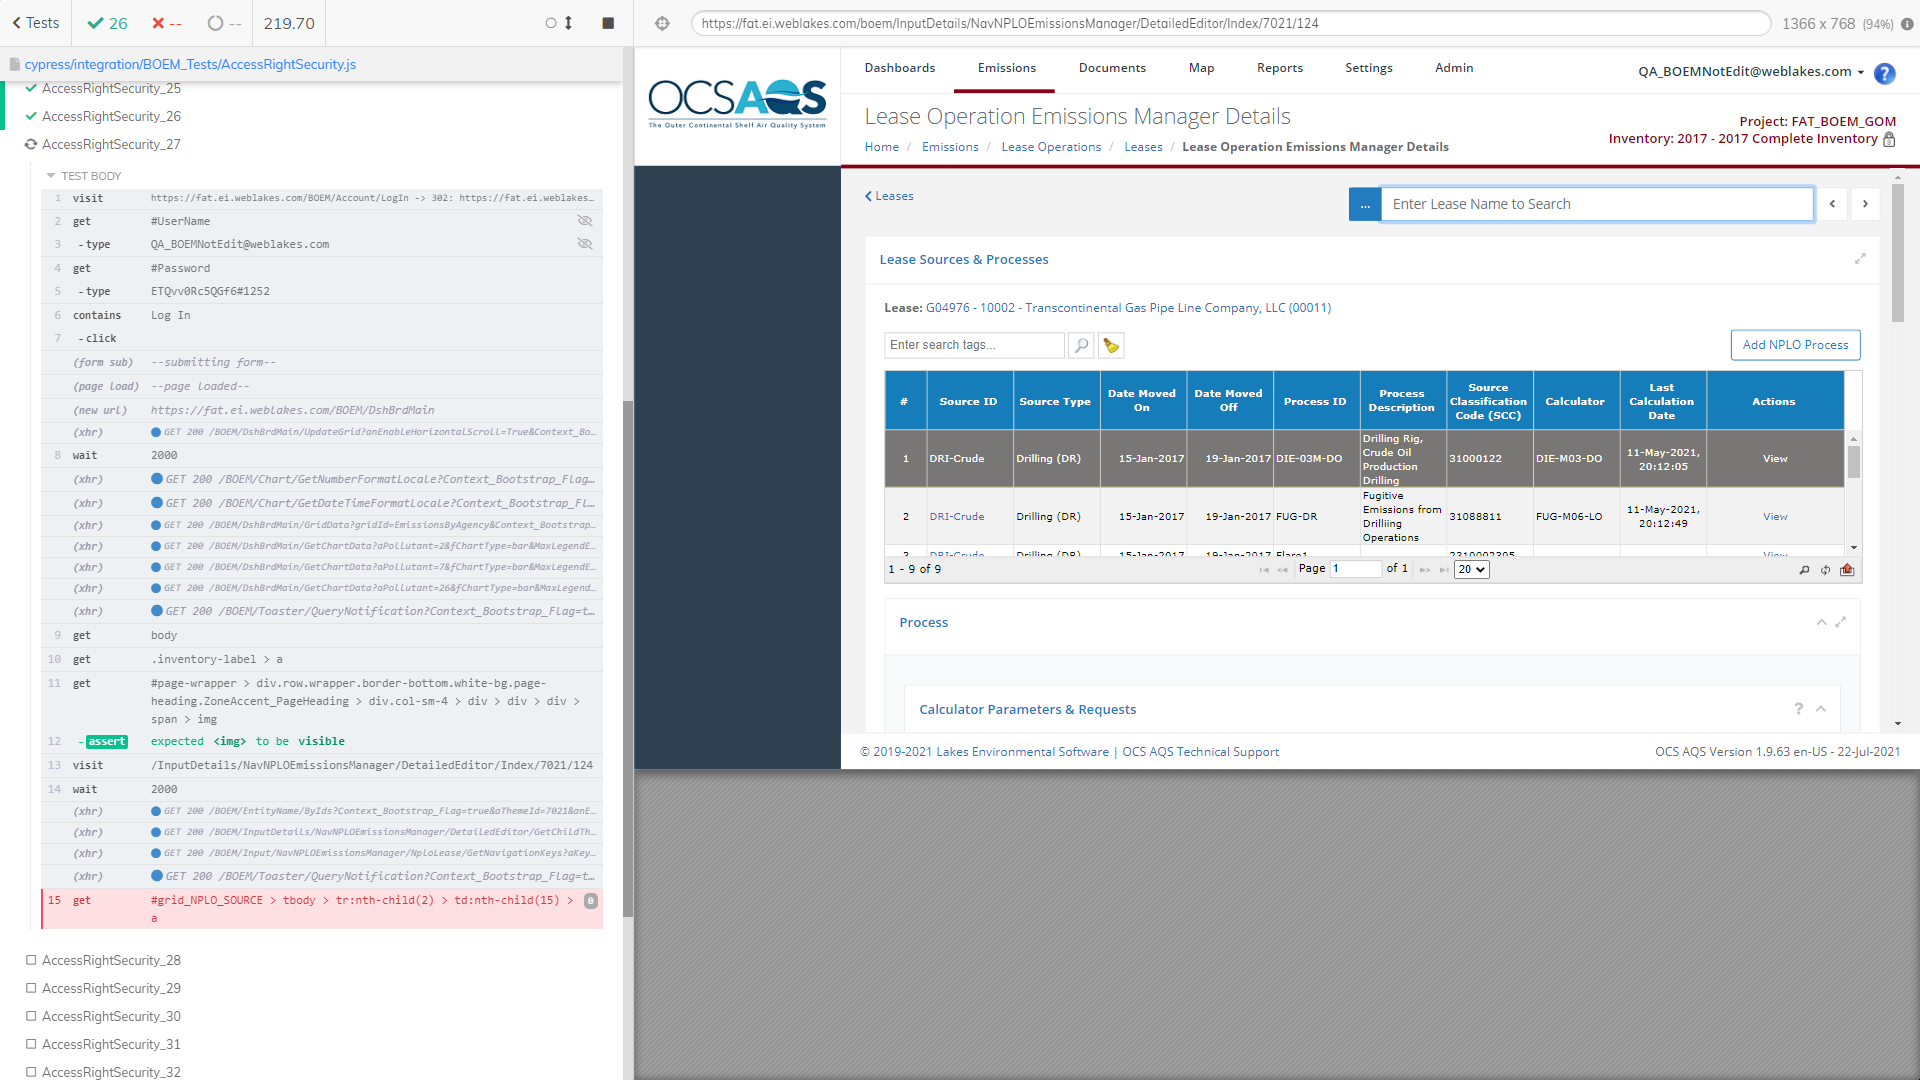 Tests
26
--
--
219.70
cypress/integration/BOEM_Tests/AccessRightSecurity.js
AccessRightSecurity_25
AccessRightSecurity_26
AccessRightSecurity_27
TEST BODY
1 visit https://fat.ei.weblakes.com/BOEM/Account/LogIn -> 302: https://fat.ei.weblakes...
2 get #UserName
3 -type QA_BOEMNotEdit@weblakes.com
4 get #Password
5 -type ETQvv0Rc5QGf6#1252
6 contains Log In
7 -click
(form sub) --submitting form--
(page load) --page loaded--
(new url) https://fat.ei.weblakes.com/BOEM/DshBrdMain
(xhr) GET 200 /BOEM/DshBrdMain/UpdateGrid?anEnableHorizontalScroll=True&Context_Bo...
8 wait 2000
(xhr) GET 200 /BOEM/Chart/GetNumberFormatLocale?Context_Bootstrap_Flag...
(xhr) GET 200 /BOEM/Chart/GetDateTimeFormatLocale?Context_Bootstrap_Fl...
(xhr) GET 200 /BOEM/DshBrdMain/GridData?gridId=EmissionsByAgency&Context_Bootstrap...
(xhr) GET 200 /BOEM/DshBrdMain/GetChartData?aPollutant=2&fChartType=bar&MaxLegendE...
(xhr) GET 200 /BOEM/DshBrdMain/GetChartData?aPollutant=7&fChartType=bar&MaxLegendE...
(xhr) GET 200 /BOEM/DshBrdMain/GetChartData?aPollutant=26&fChartType=bar&MaxLegend...
(xhr) GET 200 /BOEM/Toaster/QueryNotification?Context_Bootstrap_Flag=t...
9 get body
10 get .inventory-label > a
11 get #page-wrapper > div.row.wrapper.border-bottom.white-bg.page-
heading.ZoneAccent_PageHeading > div.col-sm-4 > div > div > div >
span > img
12 -assert expected <img> to be visible
13 visit /InputDetails/NavNPLOEmissionsManager/DetailedEditor/Index/7021/124
14 wait 2000
(xhr) GET 200 /BOEM/EntityName/ByIds?Context_Bootstrap_Flag=true&aThemeId=7021&anE...
(xhr) GET 200 /BOEM/InputDetails/NavNPLOEmissionsManager/DetailedEditor/GetChildTh...
(xhr) GET 200 /BOEM/Input/NavNPLOEmissionsManager/NploLease/GetNavigationKeys?aKey...
(xhr) GET 200 /BOEM/Toaster/QueryNotification?Context_Bootstrap_Flag=t...
15 get #grid_NPLO_SOURCE > tbody > tr:nth-child(2) > td:nth-child(15) > 0
a
AccessRightSecurity_28
AccessRightSecurity_29
AccessRightSecurity_30
AccessRightSecurity_31
AccessRightSecurity_32
https://fat.ei.weblakes.com/boem/InputDetails/NavNPLOEmissionsManager/DetailedEditor/Index/7021/124
1366 x 768 (94%)
OCSAQS
The Outer Continental Shelf Air Quality System
Dashboards Emissions Documents Map Reports Settings Admin
QA_BOEMNotEdit@weblakes.com ?
Lease Operation Emissions Manager Details
Project: FAT_BOEM_GOM
Inventory: 2017 - 2017 Complete Inventory
Home / Emissions / Lease Operations / Leases / Lease Operation Emissions Manager Details
Leases
... Enter Lease Name to Search
Lease Sources & Processes
Lease: G04976 - 10002 - Transcontinental Gas Pipe Line Company, LLC (00011)
Enter search tags...
Add NPLO Process
# Source ID Source Type Date Moved On Date Moved Off Process ID Process Description Source Classification Code (SCC) Calculator Last Calculation Date Actions
1 DRI-Crude Drilling (DR) 15-Jan-2017 19-Jan-2017 DIE-03M-DO Drilling Rig, Crude Oil Production Drilling 31000122 DIE-M03-DO 11-May-2021, 20:12:05 View
2 DRI-Crude Drilling (DR) 15-Jan-2017 19-Jan-2017 FUG-DR Fugitive Emissions from Drilliing Operations 31088811 FUG-M06-LO 11-May-2021, 20:12:49 View
3 DRI-Crude Drilling (DR) 15-Jan-2017 19-Jan-2017 Flare1 2310002305 View
1 - 9 of 9
Page 1 of 1 20
Process
Calculator Parameters & Requests
?
© 2019-2021 Lakes Environmental Software | OCS AQS Technical Support
OCS AQS Version 1.9.63 en-US - 22-Jul-2021